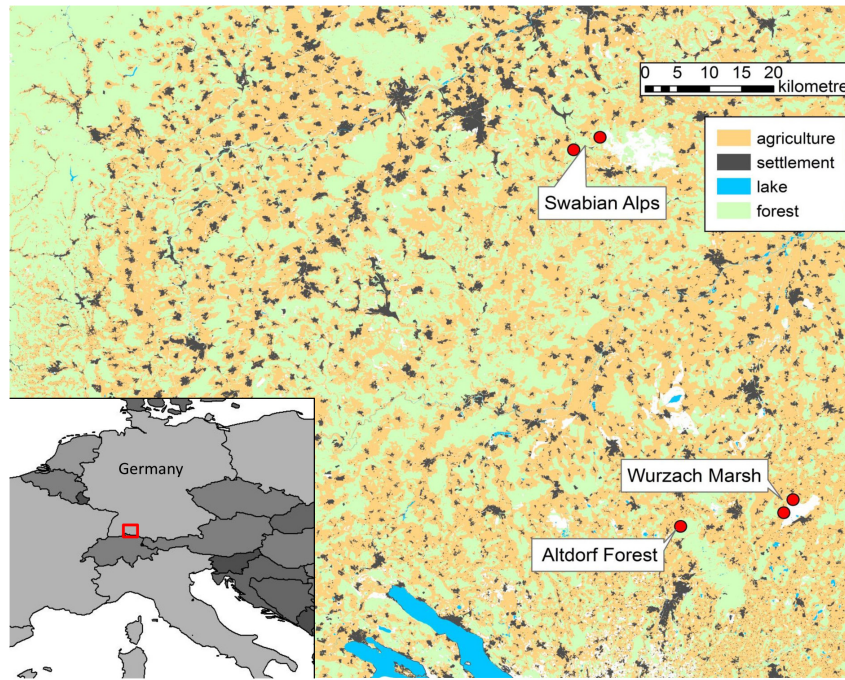 0 5 10 15 20
kilometre
agriculture
settlement
lake
forest
Swabian Alps
Germany
Wurzach Marsh
Altdorf Forest